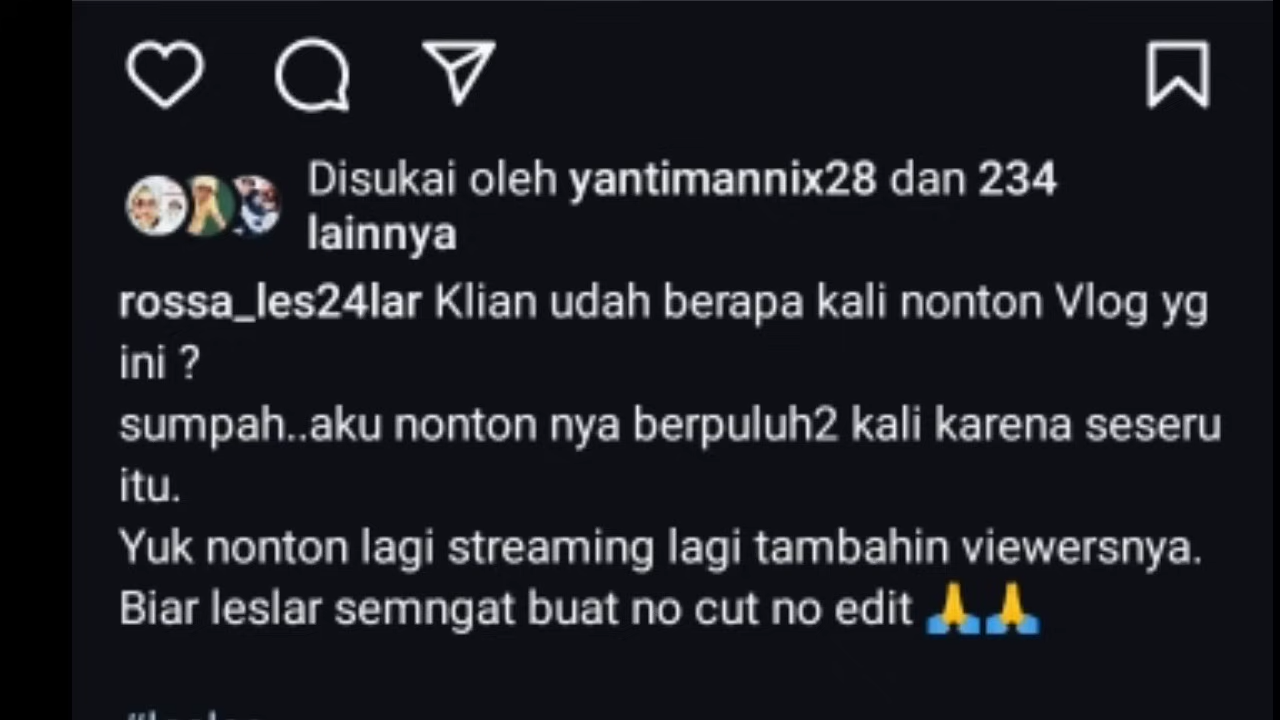 Disukai oleh yantimannix28 dan 234
lainnya
rossa_les24lar Klian udah berapa kali nonton Vlog yg
ini ?
sumpah..aku nonton nya berpuluh2 kali karena seseru
itu.
Yuk nonton lagi streaming lagi tambahin viewersnya.
Biar leslar semngat buat no cut no edit 🙏🙏